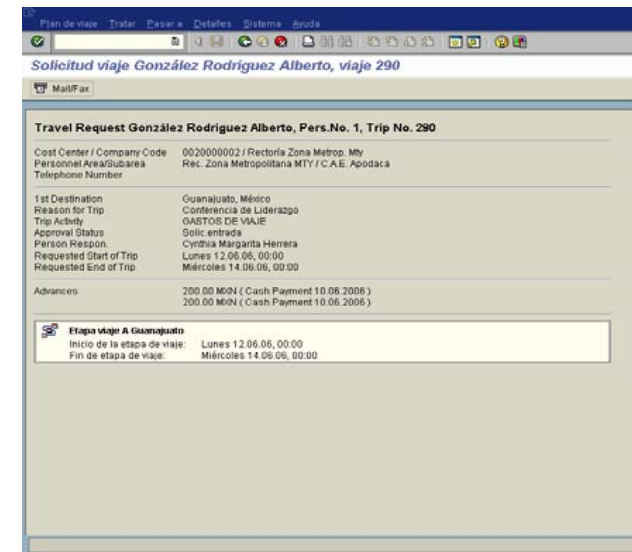 Plan de viaje Tratar Pasar a Detalles Sistema Ayuda
Solicitud viaje González Rodríguez Alberto, viaje 290
Mail/Fax
Travel Request González Rodriguez Alberto, Pers.No. 1, Trip No. 290
Cost Center / Company Code 0020000002 / Rectoría Zona Metrop. Mty
Personnel Area/Subarea Rec. Zona Metropolitana MTY / C.A.E. Apodaca
Telephone Number
1st Destination Guanajuato, México
Reason for Trip Conferencia de Liderazgo
Trip Activity GASTOS DE VIAJE
Approval Status Solic.entrada
Person Respon. Cynthia Margarita Herrera
Requested Start of Trip Lunes 12.06.06, 00:00
Requested End of Trip Miércoles 14.06.06, 00:00
Advances 200.00 MXN ( Cash Payment 10.06.2006 )
200.00 MXN ( Cash Payment 10.06.2006 )
Etapa viaje A Guanajuato
Inicio de la etapa de viaje: Lunes 12.06.06, 00:00
Fin de etapa de viaje: Miércoles 14.06.06, 00:00